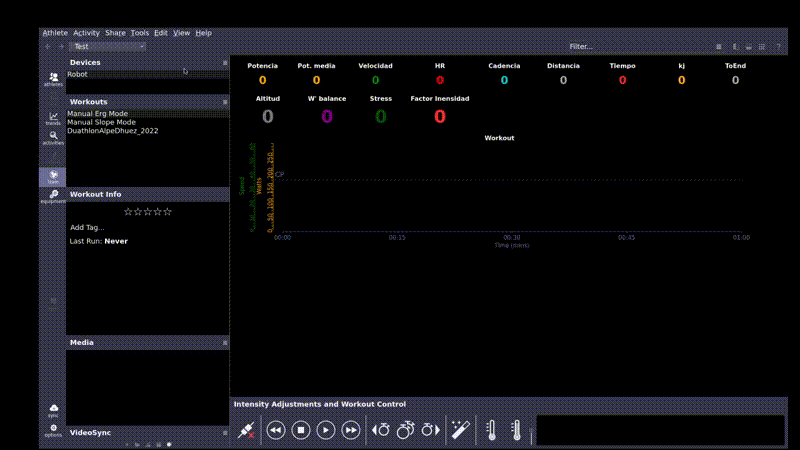 Athlete Activity Share Tools Edit View Help
Test
Filter...
?
Devices
Robot
Workouts
Manual Erg Mode
Manual Slope Mode
DuathlonAlpeDhuez_2022
Workout Info
☆☆☆☆☆
Add Tag...
Last Run: Never
Media
VideoSync
athletes
trends
activities
train
equipment
sync
options
Potencia Pot. media Velocidad HR Cadencia Distancia Tiempo kj ToEnd
0 0 0 0 0 0 0 0 0
Altitud W' balance Stress Factor Inensidad
0 0 0 0
Workout
Speed
Watts
0 50 100 150 200 250
CP
00:00 00:15 00:30 00:45 01:00
Time (mins)
Intensity Adjustments and Workout Control